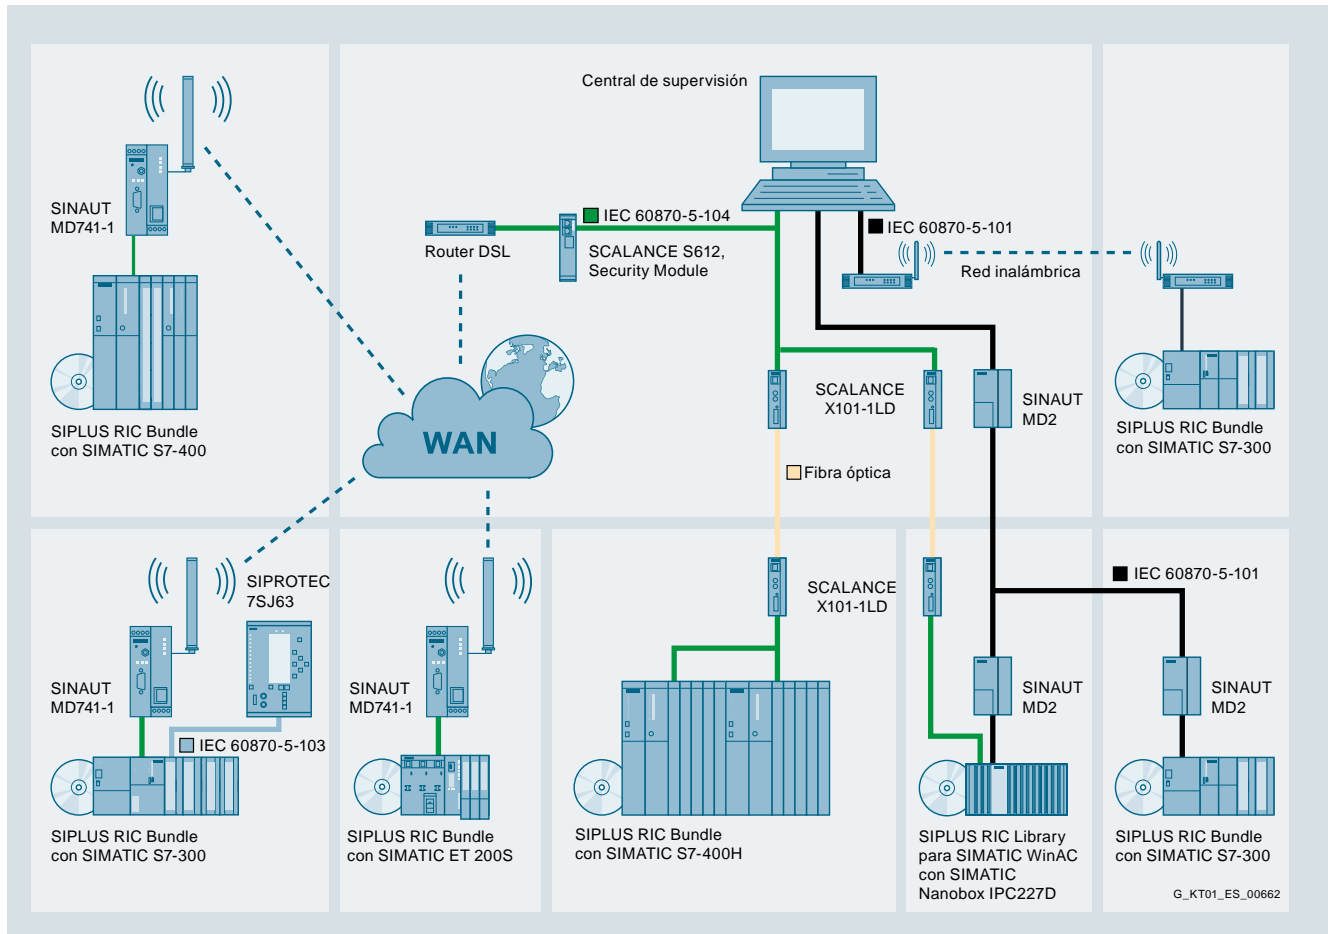 Central de supervisión
SINAUT
MD741-1
IEC 60870-5-104
IEC 60870-5-101
Router DSL
SCALANCE S612,
Security Module
Red inalámbrica
SIPLUS RIC Bundle
con SIMATIC S7-400
WAN
SCALANCE
X101-1LD
SINAUT
MD2
SIPLUS RIC Bundle
con SIMATIC S7-300
Fibra óptica
SIPROTEC
7SJ63
SINAUT
MD741-1
IEC 60870-5-103
SIPLUS RIC Bundle
con SIMATIC S7-300
SINAUT
MD741-1
SIPLUS RIC Bundle
con SIMATIC ET 200S
SCALANCE
X101-1LD
SIPLUS RIC Bundle
con SIMATIC S7-400H
IEC 60870-5-101
SINAUT
MD2
SIPLUS RIC Library
para SIMATIC WinAC
con SIMATIC
Nanobox IPC227D
SINAUT
MD2
SIPLUS RIC Bundle
con SIMATIC S7-300
G_KT01_ES_00662